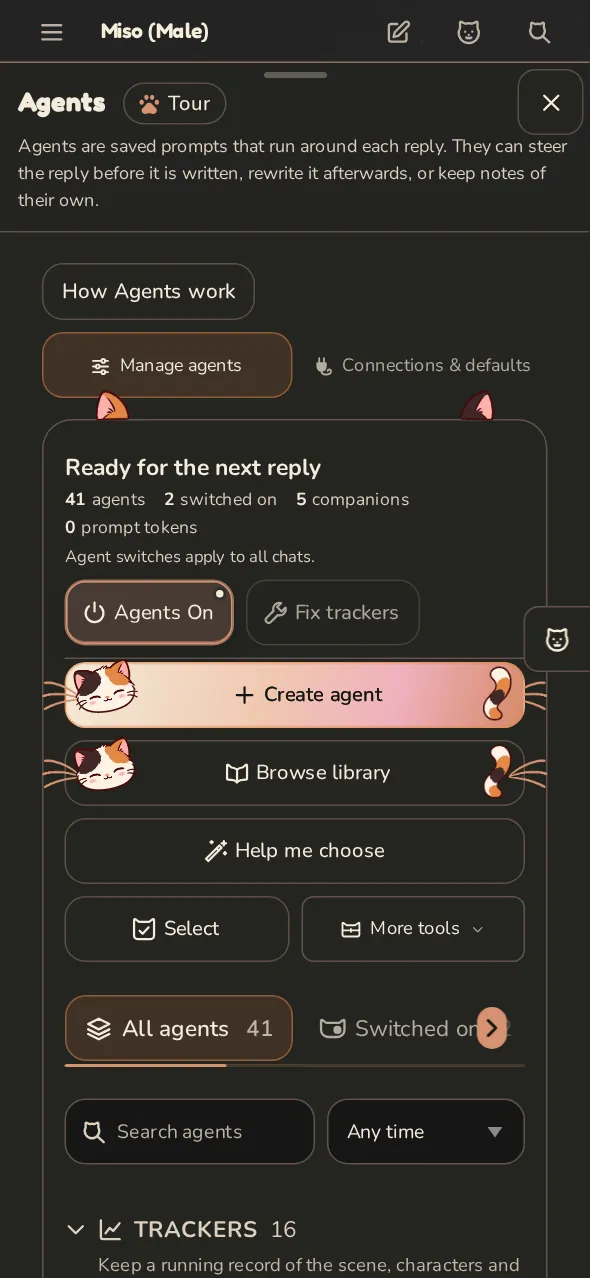 Miso (Male)
Agents
Tour
Agents are saved prompts that run around each reply. They can steer
the reply before it is written, rewrite it afterwards, or keep notes of
their own.
How Agents work
Manage agents
Connections & defaults
Ready for the next reply
41 agents 2 switched on 5 companions
0 prompt tokens
Agent switches apply to all chats.
Agents On
Fix trackers
Create agent
Browse library
Help me choose
Select
More tools
All agents 41
Switched on 2
Search agents
Any time
TRACKERS 16
Keep a running record of the scene, characters and